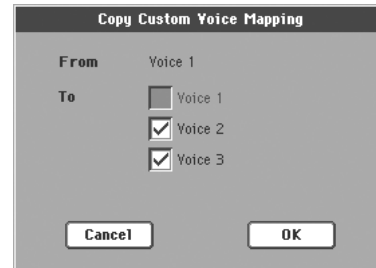 Copy Custom Voice Mapping
From Voice 1
To Voice 1
Voice 2
Voice 3
Cancel OK